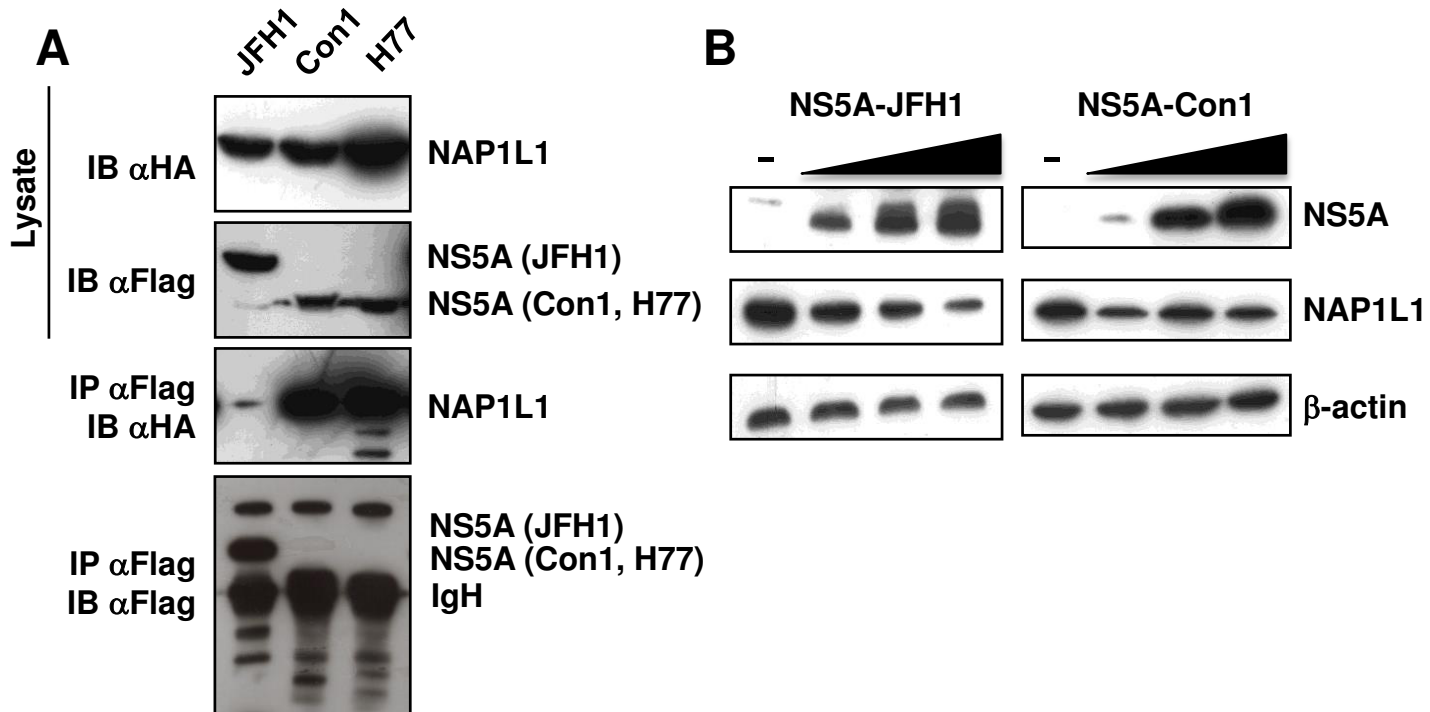 A
JFH1 Con1 H77
Lysate
IB αHA
NAP1L1
IB αFlag
NS5A (JFH1)
NS5A (Con1, H77)
IP αFlag
IB αHA
NAP1L1
IP αFlag
IB αFlag
NS5A (JFH1)
NS5A (Con1, H77)
IgH
B
NS5A-JFH1 NS5A-Con1
– –
NS5A
NAP1L1
β-actin